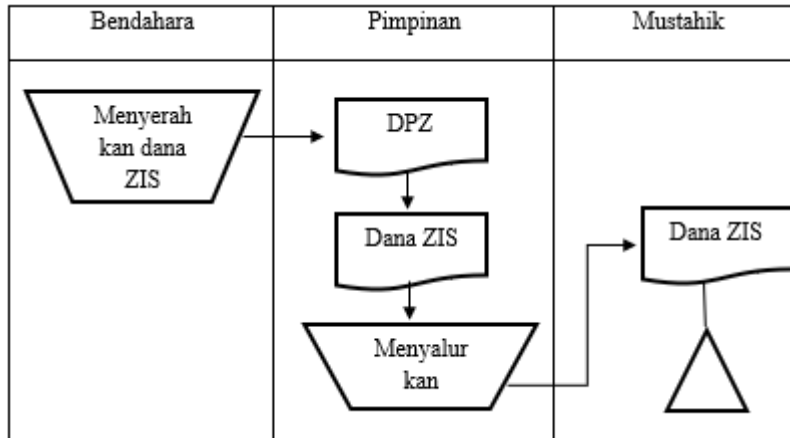 Bendahara
Pimpinan
Mustahik
Menyerah
kan dana
ZIS
DPZ
Dana ZIS
Menyalur
kan
Dana ZIS